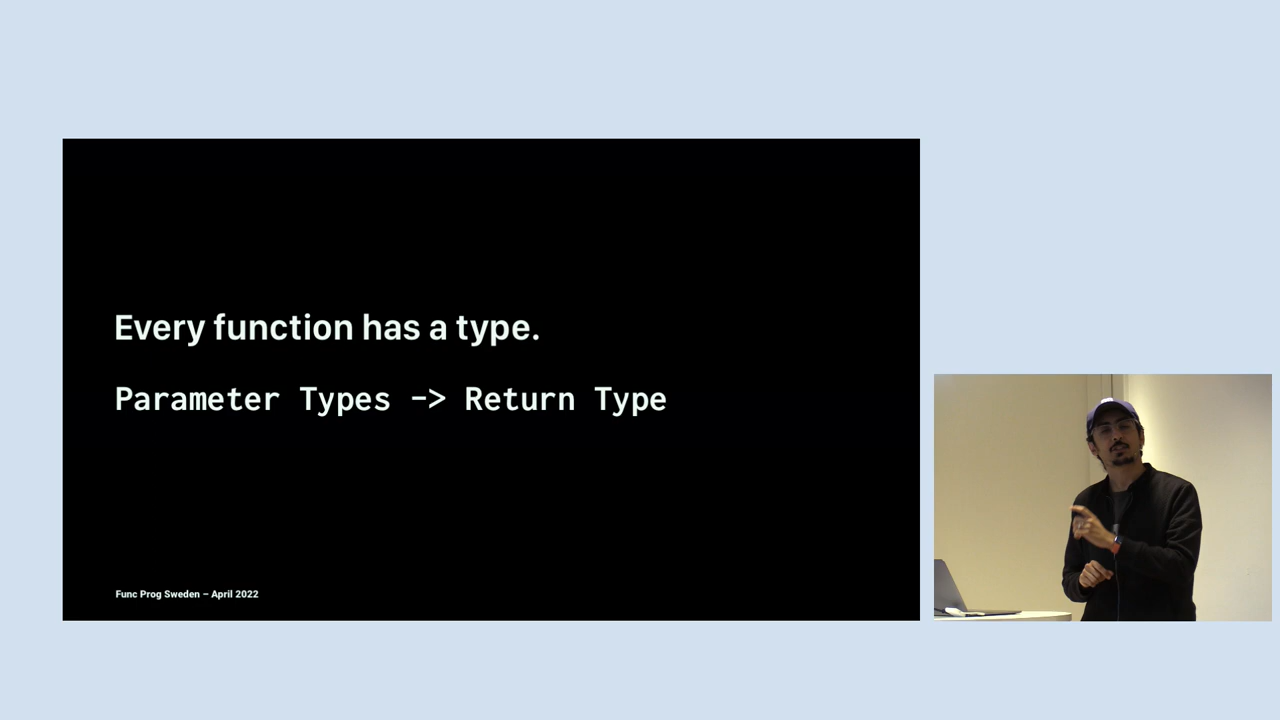 Every function has a type.
Parameter Types -> Return Type
Func Prog Sweden – April 2022